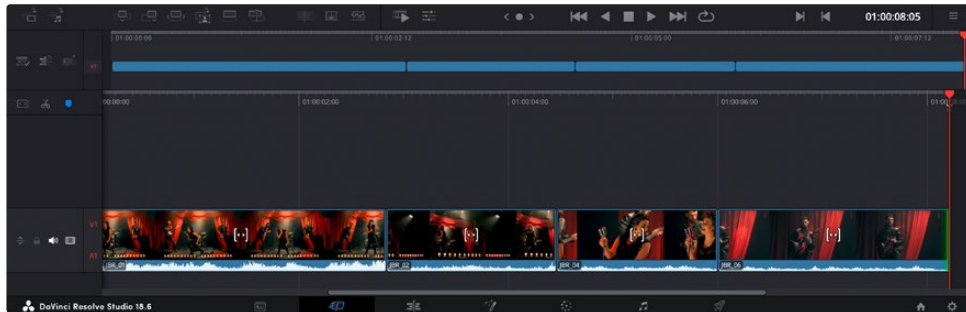 01:00:08:05
01:00:00:00 01:00:02:12 01:00:05:00 01:00:07:12
V1
00:00:00 01:00:02:00 01:00:04:00 01:00:06:00
V1
A1
JBR_01 JBR_02 JBR_04 JBR_06
DaVinci Resolve Studio 18.6